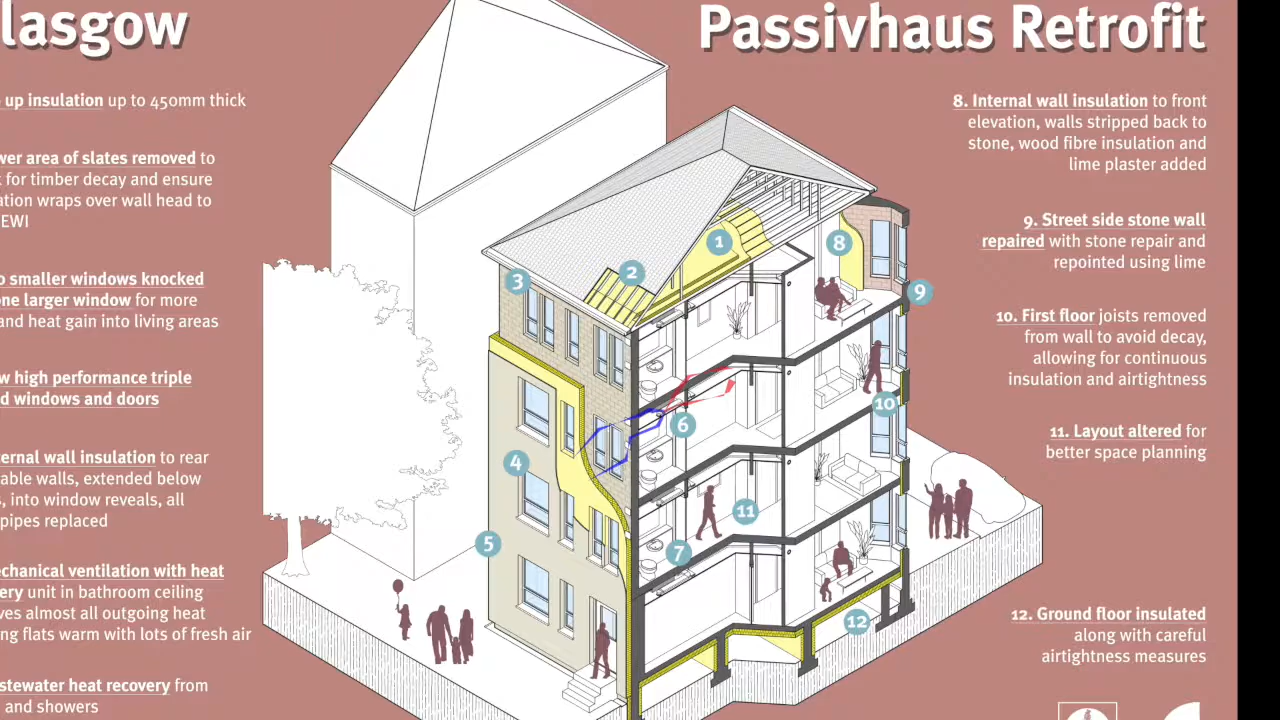 lasgow
Passivhaus Retrofit
up insulation up to 450mm thick
wer area of slates removed to
for timber decay and ensure
ation wraps over wall head to
EWI
o smaller windows knocked
one larger window for more
and heat gain into living areas
w high performance triple
d windows and doors
ternal wall insulation to rear
able walls, extended below
s, into window reveals, all
pipes replaced
echanical ventilation with heat
ery unit in bathroom ceiling
ves almost all outgoing heat
ng flats warm with lots of fresh air
stewater heat recovery from
and showers
1
2
3
4
5
6
7
8
9
10
11
12
8. Internal wall insulation to front
elevation, walls stripped back to
stone, wood fibre insulation and
lime plaster added
9. Street side stone wall
repaired with stone repair and
repointed using lime
10. First floor joists removed
from wall to avoid decay,
allowing for continuous
insulation and airtightness
11. Layout altered for
better space planning
12. Ground floor insulated
along with careful
airtightness measures